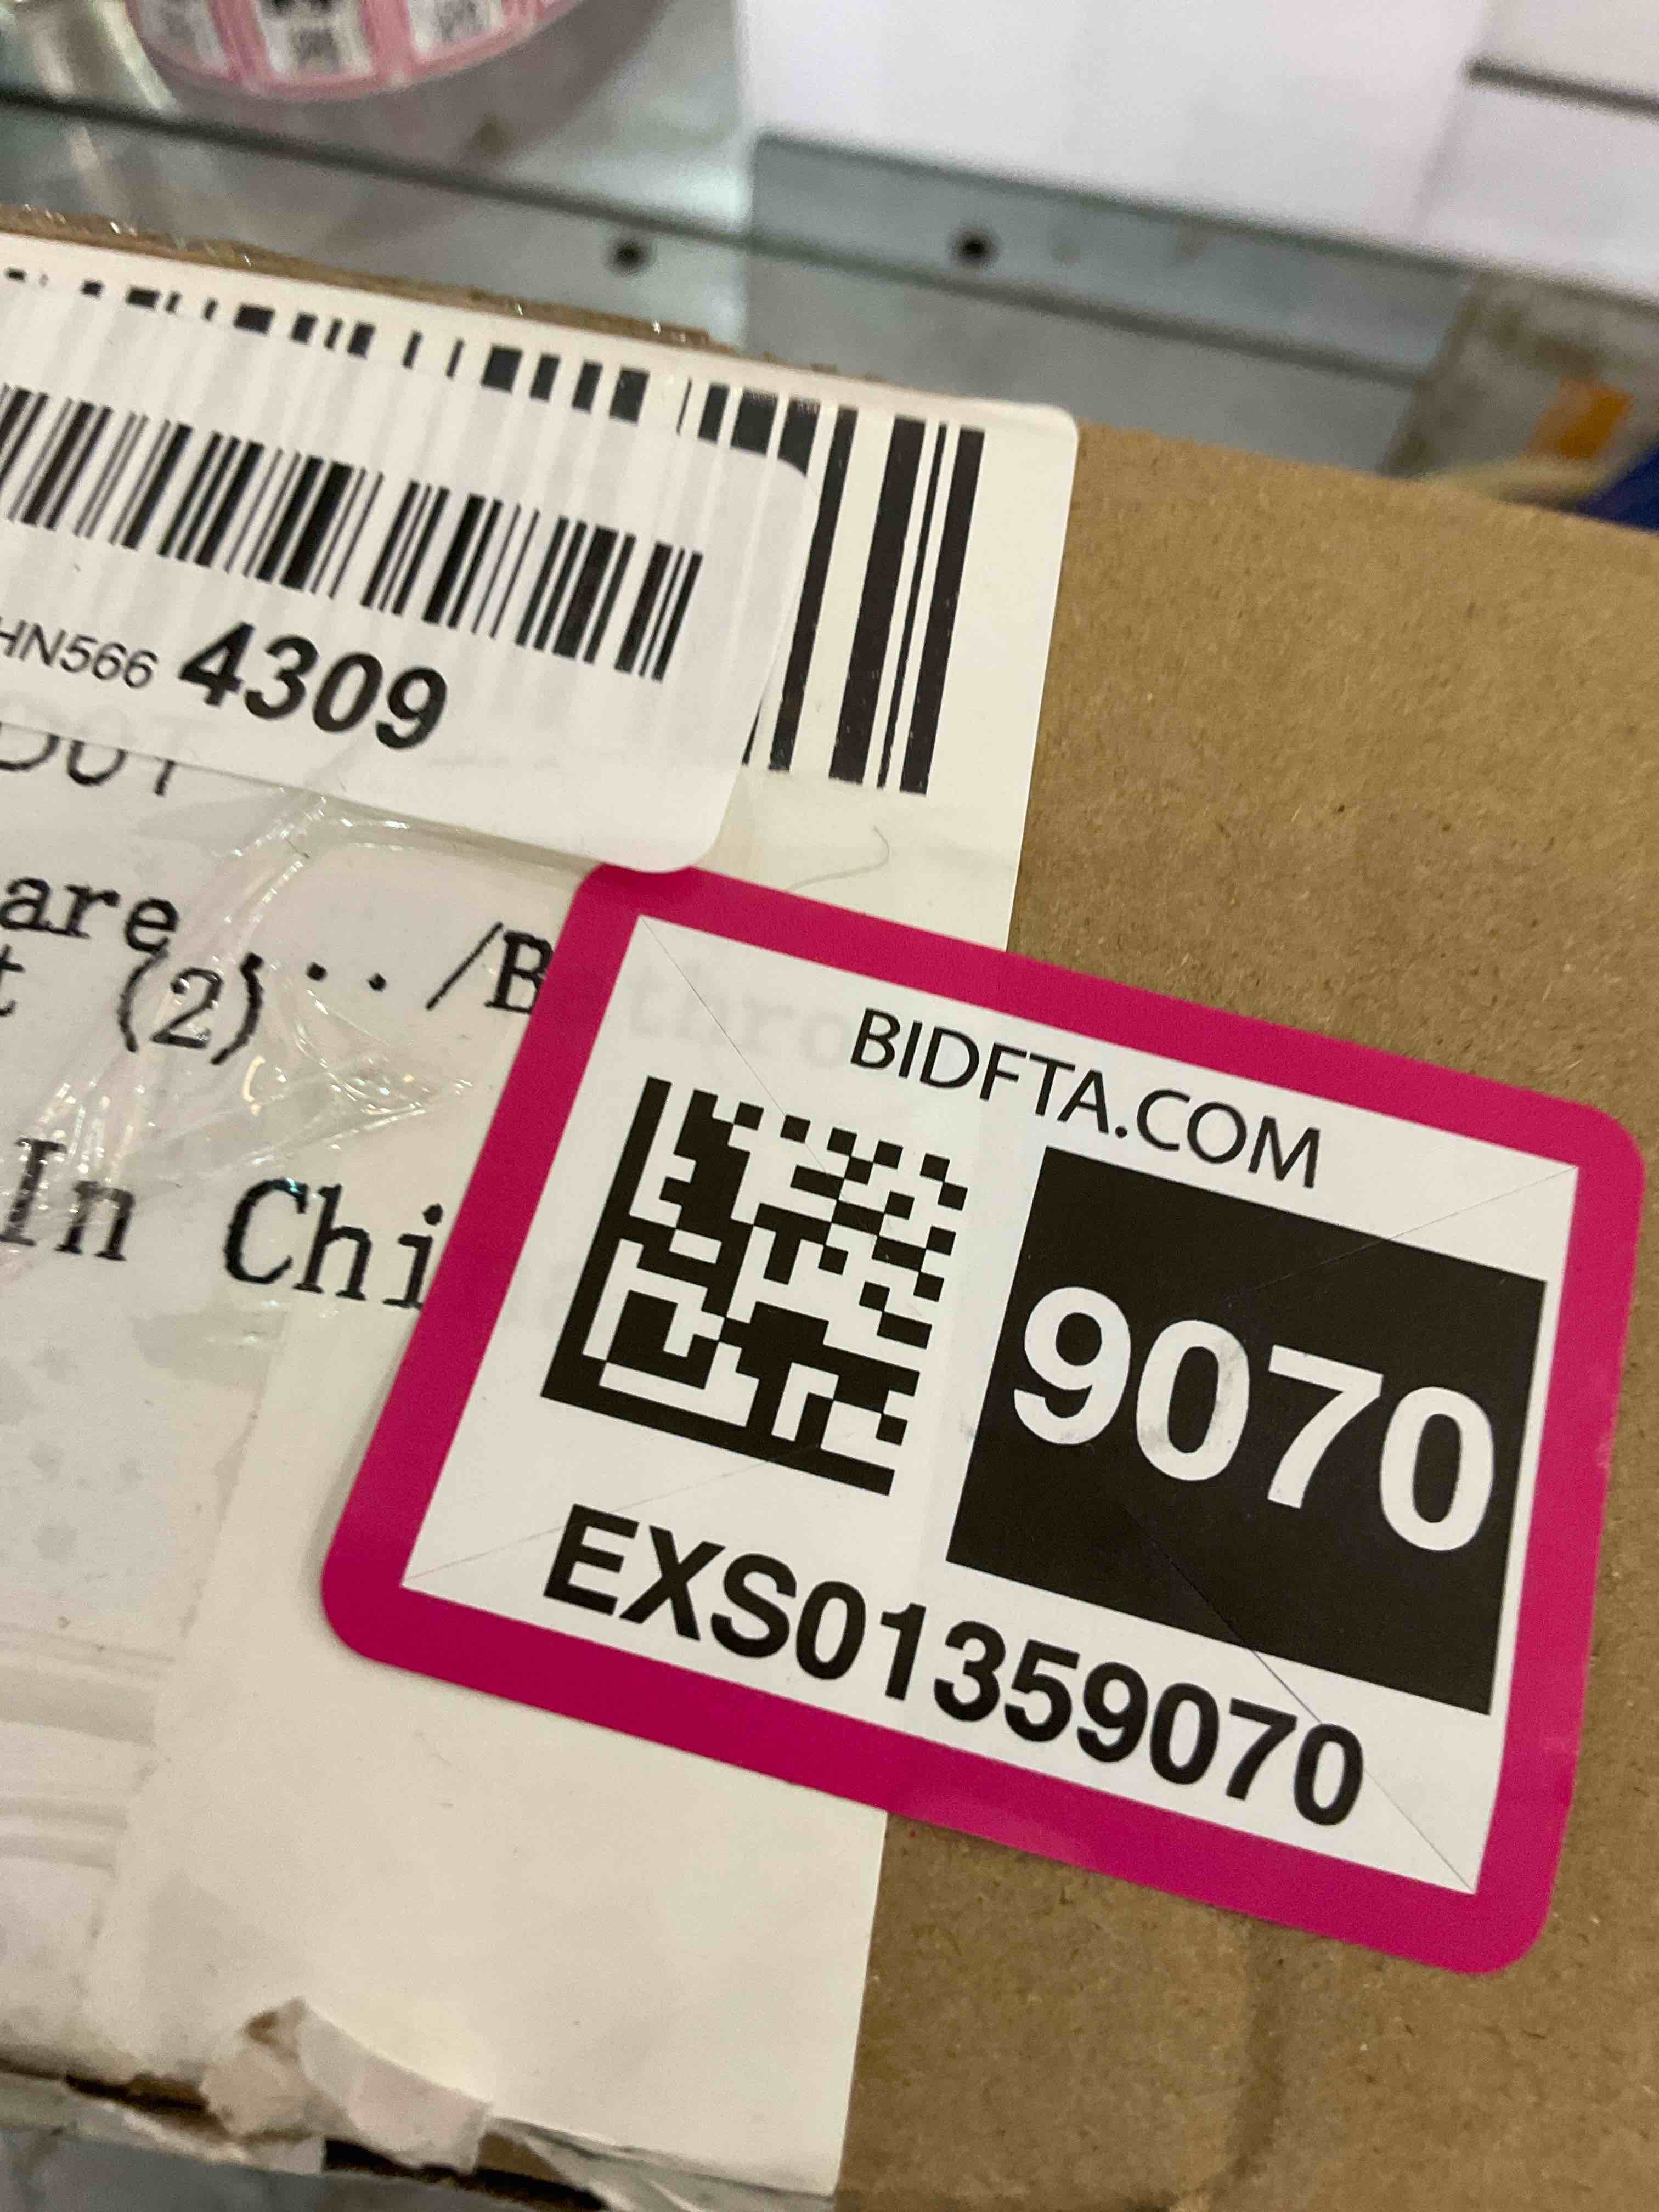 HN566 4309
are ... /B
t (2)
In Chi
BIDFTA.COM
9070
EXS01359070